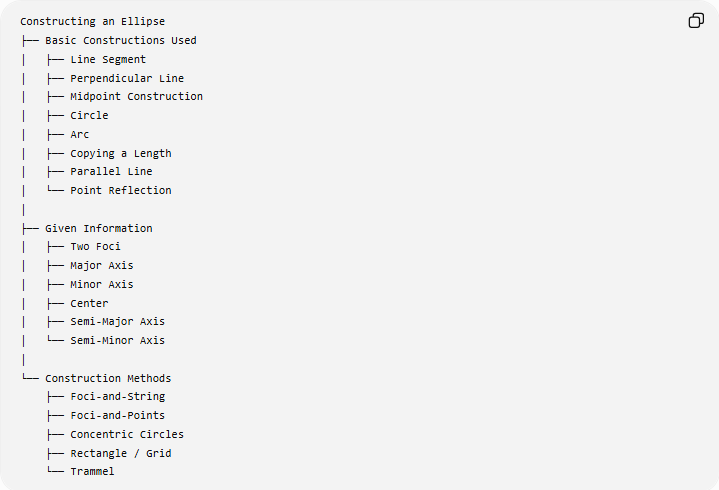 Constructing an Ellipse
├── Basic Constructions Used
│   ├── Line Segment
│   ├── Perpendicular Line
│   ├── Midpoint Construction
│   ├── Circle
│   ├── Arc
│   ├── Copying a Length
│   ├── Parallel Line
│   └── Point Reflection
│
├── Given Information
│   ├── Two Foci
│   ├── Major Axis
│   ├── Minor Axis
│   ├── Center
│   ├── Semi-Major Axis
│   └── Semi-Minor Axis
│
└── Construction Methods
    ├── Foci-and-String
    ├── Foci-and-Points
    ├── Concentric Circles
    ├── Rectangle / Grid
    └── Trammel